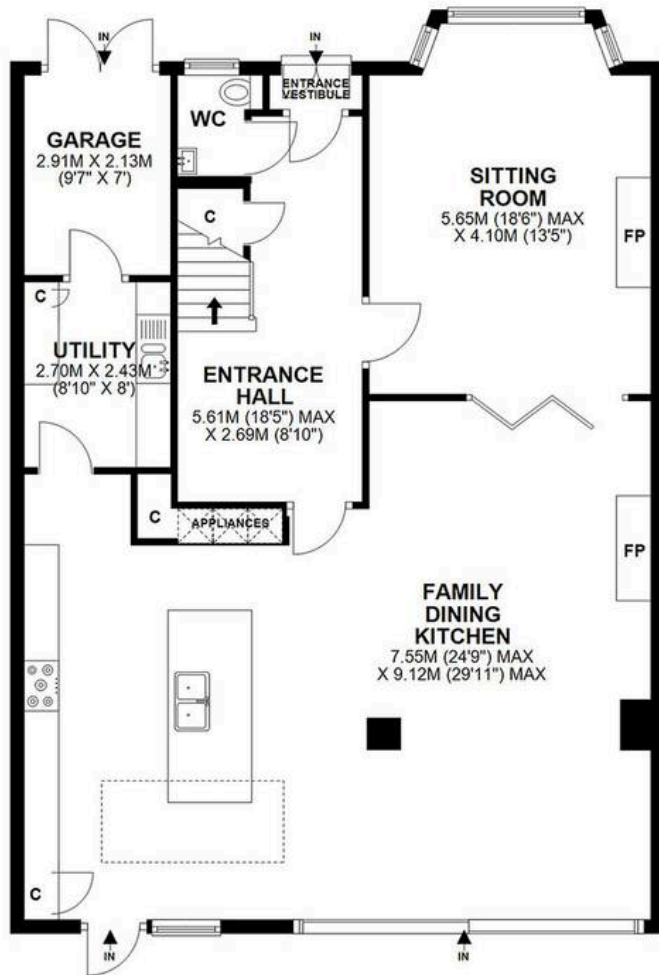 IN
GARAGE
2.91M X 2.13M
(9'7" X 7')
WC
IN
ENTRANCE
VESTIBULE
SITTING
ROOM
5.65M (18'6") MAX
X 4.10M (13'5")
FP
C
C
UTILITY
2.70M X 2.43M
(8'10" X 8')
ENTRANCE
HALL
5.61M (18'5") MAX
X 2.69M (8'10")
C
APPLIANCES
FP
FAMILY
DINING
KITCHEN
7.55M (24'9") MAX
X 9.12M (29'11") MAX
C
IN
IN